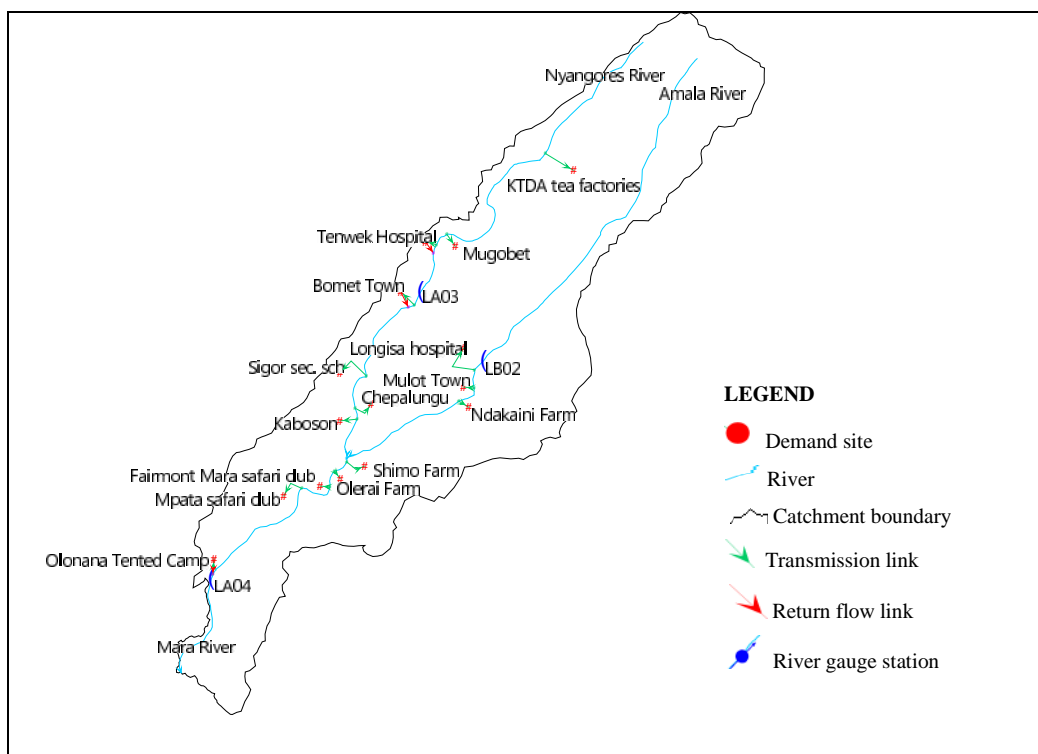 Nyangores River
Amala River
KTDA tea factories
Tenwek Hospital
Mugobet
Bomet Town
LA03
Longisa hospital
LB02
Sigor sec. sch
Mulot Town
Chepalungu
Ndakaini Farm
Kaboson
Shimo Farm
Fairmont Mara safari club
Olerai Farm
Mpata safari club
Olonana Tented Camp
LA04
Mara River
LEGEND
Demand site
River
Catchment boundary
Transmission link
Return flow link
River gauge station